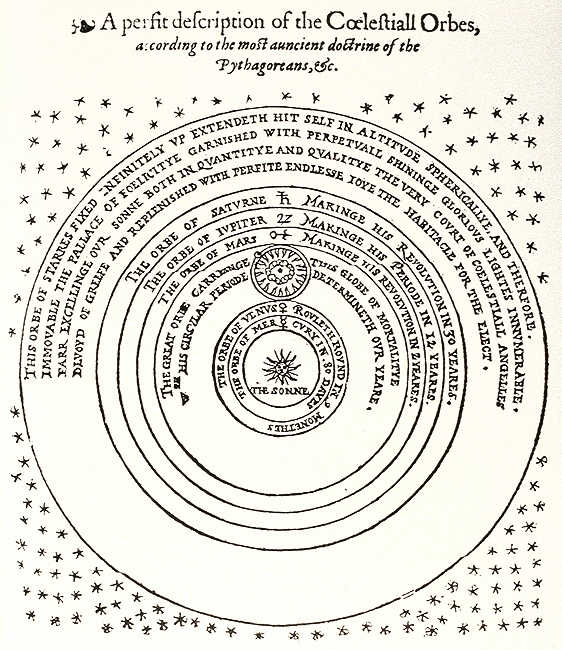 A perfit description of the Cœlestiall Orbes,
according to the most auncient doctrine of the
Pythagoreans, &c.
THIS ORBE OF STARRES FIXED INFINITELY VP EXTENDETH HIT SELF IN ALTITVDE SPHERICALLYE, AND THERFORE
IMMOVABLE THE PALLACE OF FOELICITYE GARNISHED WITH PERPETVALL SHININGE GLORIOVS LIGHTES INNVMERABLE.
FARR EXCELLINGE OVR SONNE BOTH IN QVANTITYE AND QVALITYE THE VERY COVRT OF COELESTIALL ANGELLES
DEVOYD OF GREEFE AND REPLENISHED WITH PERFITE ENDLESSE IOYE THE HABITACLE FOR THE ELECT.
THE ORBE OF SATVRNE ♄ MAKINGE HIS REVOLVTION IN 30 YEARES.
THE ORBE OF IVPITER ♃ MAKINGE HIS PERIODE IN 12 YEARES.
THE ORBE OF MARS ♂ MAKINGE HIS REVOLVTION IN 2 YEARES.
THE GREAT ORBE CARREINGE THIS GLOBE OF MORTALITYE
HIS CIRCVLAR PERIODE DETERMINETH OVR YEARE.
THE ORBE OF VENVS ♀ ROVLETH ROVND IN 9 MONETHES
THE ORBE OF MERCVRY ☿ IN 80 DAYES
THE SONNE